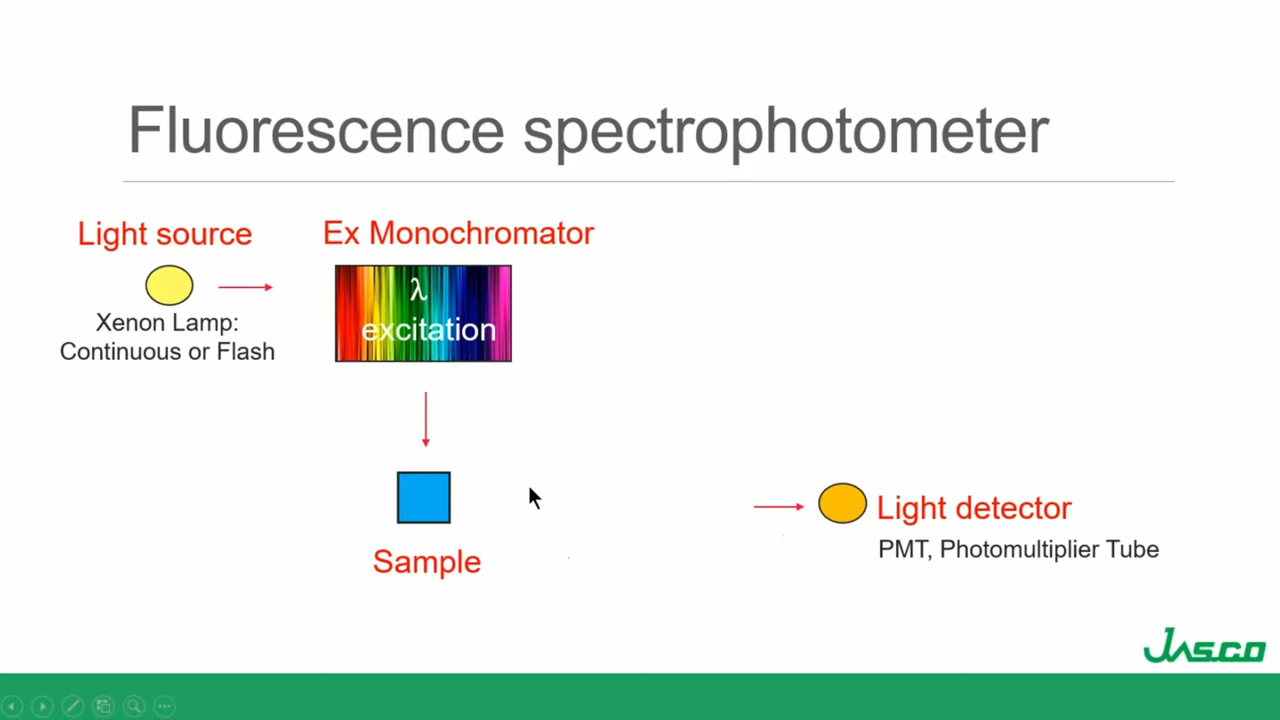 Fluorescence spectrophotometer
Light source
Ex Monochromator
λ
excitation
Xenon Lamp:
Continuous or Flash
Sample
Light detector
PMT, Photomultiplier Tube
Jasco